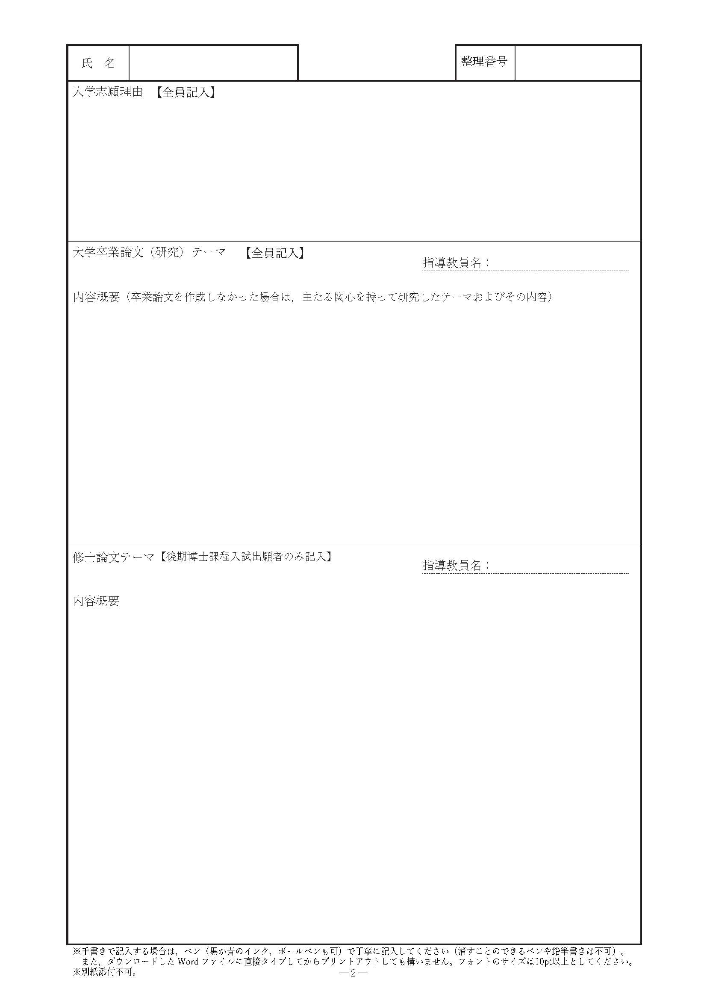 氏　名
整理番号
入学志願理由　【全員記入】
大学卒業論文（研究）テーマ　【全員記入】
指導教員名：
内容概要（卒業論文を作成しなかった場合は，主たる関心を持って研究したテーマおよびその内容）
修士論文テーマ【後期博士課程入試出願者のみ記入】
指導教員名：
内容概要
※手書きで記入する場合は，ペン（黒か青のインク，ボールペンも可）で丁寧に記入してください（消すことのできるペンや鉛筆書きは不可）。
また，ダウンロードした Word ファイルに直接タイプしてからプリントアウトしても構いません。フォントのサイズは10pt以上としてください。
※別紙添付不可。
―2―